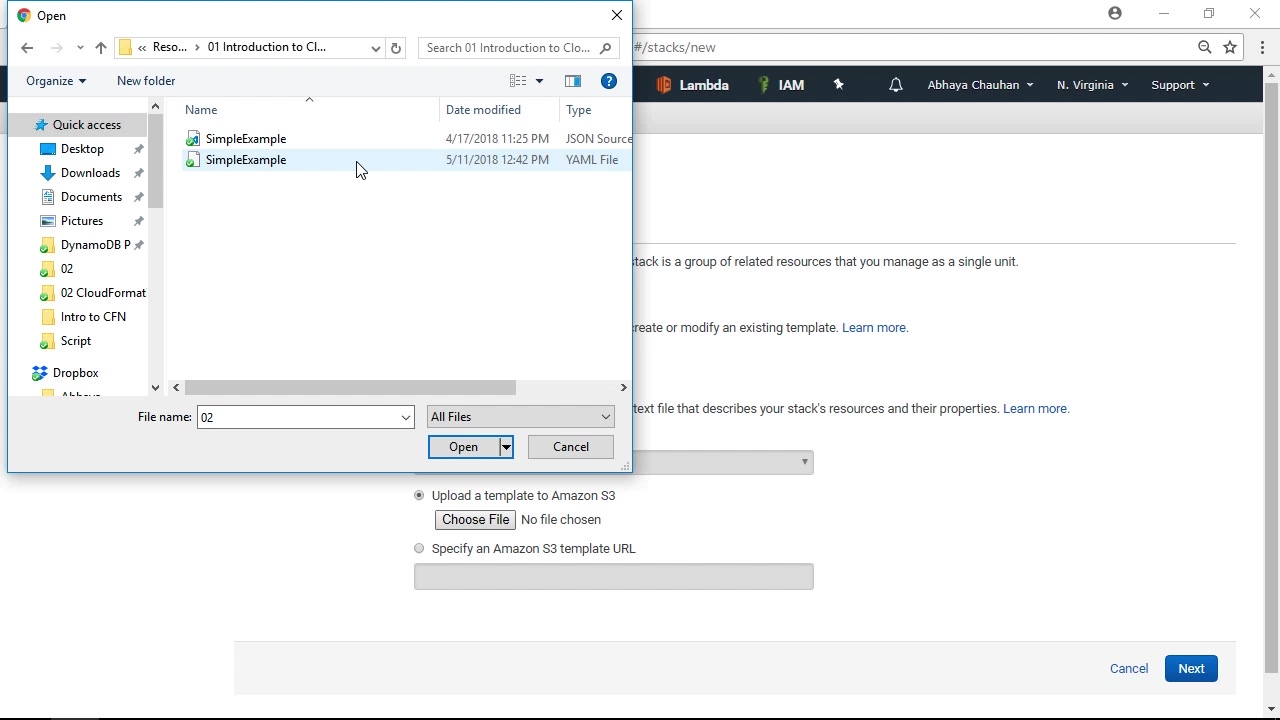 Open
« Reso... › 01 Introduction to Cl...
Search 01 Introduction to Clo...
#/stacks/new
Organize
New folder
Lambda
IAM
Abhaya Chauhan
N. Virginia
Support
Name
Date modified
Type
Quick access
SimpleExample 4/17/2018 11:25 PM JSON Source
SimpleExample 5/11/2018 12:42 PM YAML File
Desktop
Downloads
Documents
Pictures
DynamoDB P
02
02 CloudFormat
Intro to CFN
Script
Dropbox
tack is a group of related resources that you manage as a single unit.
create or modify an existing template. Learn more.
text file that describes your stack's resources and their properties. Learn more.
File name: 02
All Files
Open
Cancel
Upload a template to Amazon S3
Choose File No file chosen
Specify an Amazon S3 template URL
Cancel
Next